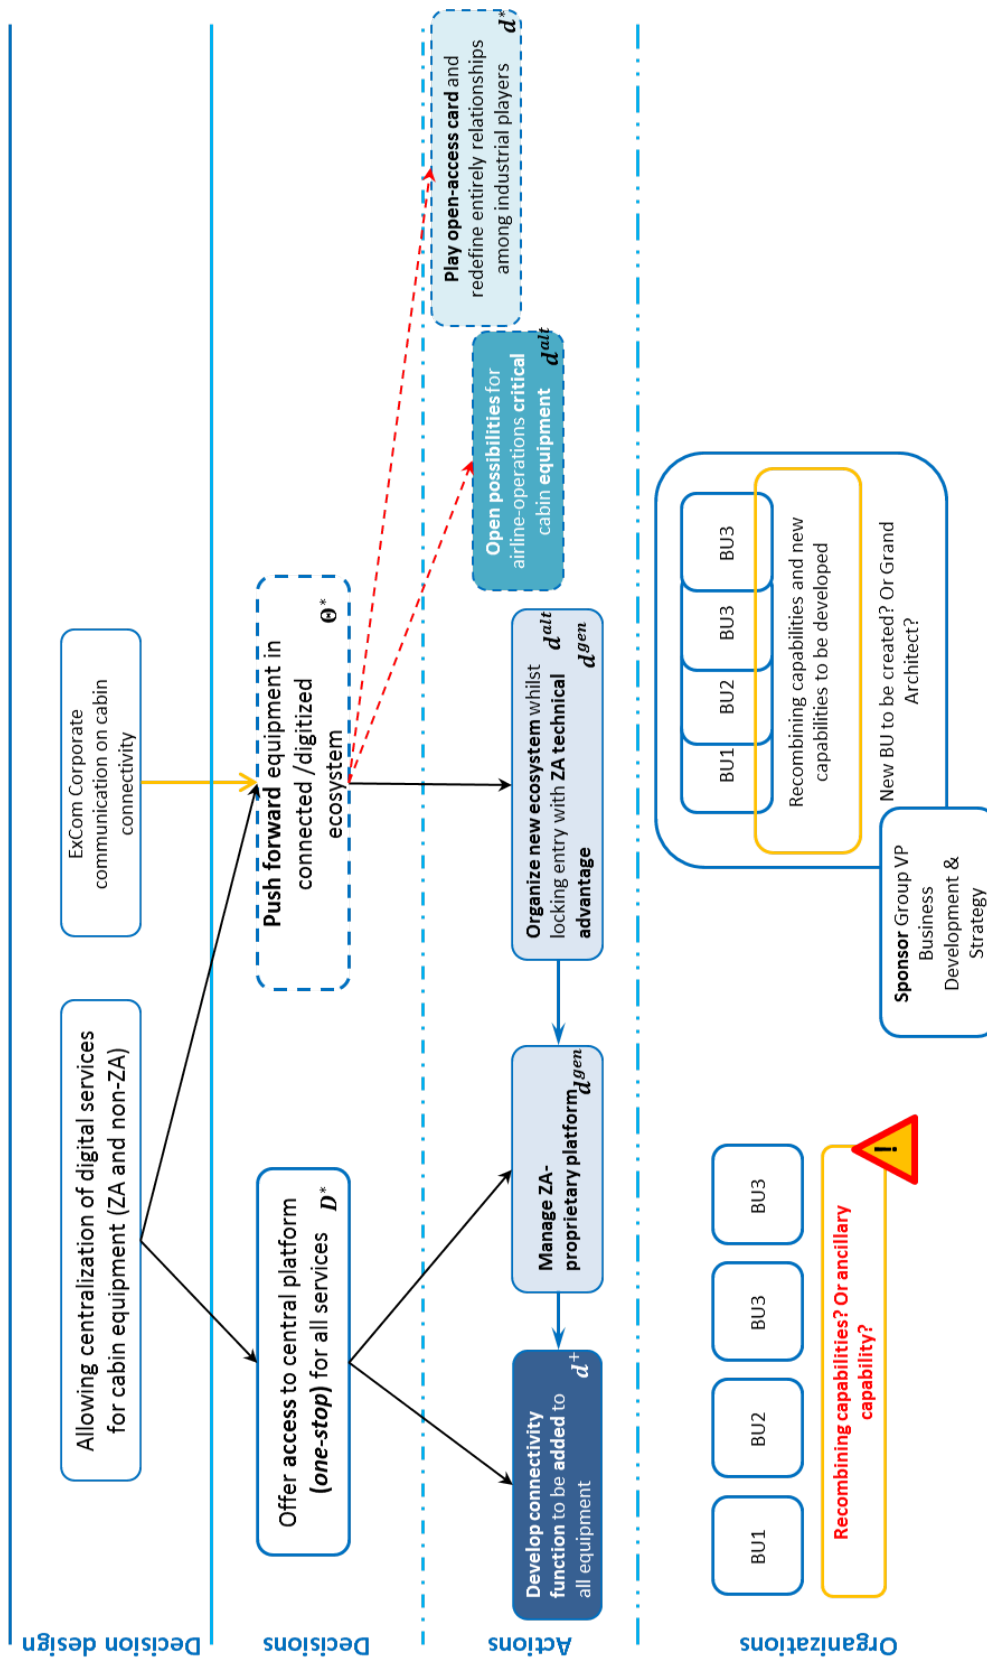 Decision design
Allowing centralization of digital services
for cabin equipment (ZA and non-ZA)
ExCom Corporate
communication on cabin
connectivity
Decisions
Offer access to central platform
(one-stop) for all services
D*
Push forward equipment in
connected /digitized
ecosystem
Θ*
Actions
Develop connectivity
function to be added to
all equipment
d+
Manage ZA-
proprietary platform
dgen
Organize new ecosystem whilst
locking entry with ZA technical
advantage
dalt
dgen
Open possibilities for
airline-operations critical
cabin equipment
dalt
Play open-access card and
redefine entirely relationships
among industrial players
d*
Organizations
BU1
BU2
BU3
BU3
Recombining capabilities? Or ancillary
capability?
!
BU1
BU2
BU3
BU3
Recombining capabilities and new
capabilities to be developed
New BU to be created? Or Grand
Architect?
Sponsor Group VP
Business
Development &
Strategy